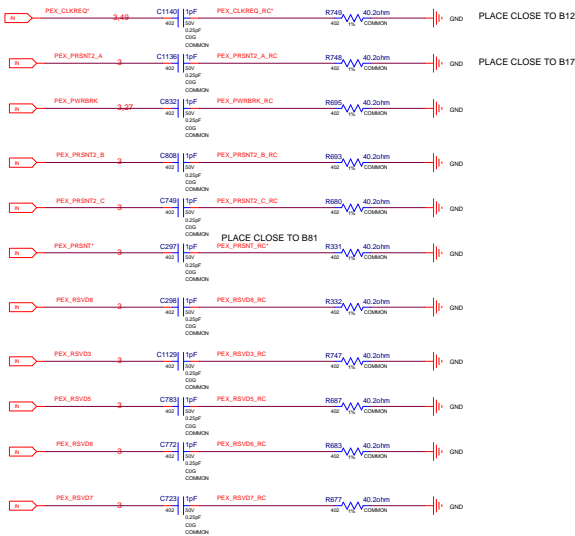 IN PEX_CLKREQ* 3,49 C1140 1pF PEX_CLKREQ_RC* R749 40.2ohm GND PLACE CLOSE TO B12
402 50V 402 1% COMMON
0.25pF
C0G
COMMON
IN PEX_PRSNT2_A 3 C1136 1pF PEX_PRSNT2_A_RC R748 40.2ohm GND PLACE CLOSE TO B17
402 50V 402 1% COMMON
0.25pF
C0G
COMMON
IN PEX_PWRBRK 3,27 C832 1pF PEX_PWRBRK_RC R695 40.2ohm GND
402 50V 402 1% COMMON
0.25pF
C0G
COMMON
IN PEX_PRSNT2_B 3 C808 1pF PEX_PRSNT2_B_RC R693 40.2ohm GND
402 50V 402 1% COMMON
0.25pF
C0G
COMMON
IN PEX_PRSNT2_C 3 C749 1pF PEX_PRSNT2_C_RC R680 40.2ohm GND
402 50V 402 1% COMMON
0.25pF
C0G
COMMON
PLACE CLOSE TO B81
IN PEX_PRSNT* 3 C297 1pF PEX_PRSNT_RC* R331 40.2ohm GND
402 50V 402 1% COMMON
0.25pF
C0G
COMMON
IN PEX_RSVD8 3 C298 1pF PEX_RSVD8_RC R332 40.2ohm GND
402 50V 402 1% COMMON
0.25pF
C0G
COMMON
IN PEX_RSVD3 3 C1129 1pF PEX_RSVD3_RC R747 40.2ohm GND
402 50V 402 1% COMMON
0.25pF
C0G
COMMON
IN PEX_RSVD5 3 C783 1pF PEX_RSVD5_RC R687 40.2ohm GND
402 50V 402 1% COMMON
0.25pF
C0G
COMMON
IN PEX_RSVD6 3 C772 1pF PEX_RSVD6_RC R683 40.2ohm GND
402 50V 402 1% COMMON
0.25pF
C0G
COMMON
IN PEX_RSVD7 3 C723 1pF PEX_RSVD7_RC R677 40.2ohm GND
402 50V 402 1% COMMON
0.25pF
C0G
COMMON